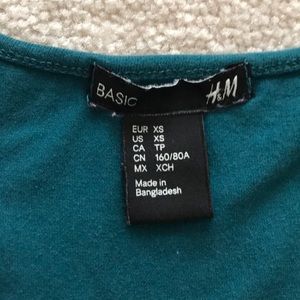 BASIC H&M
EUR XS
US XS
CA TP
CN 160/80A
MX XCH
Made in
Bangladesh